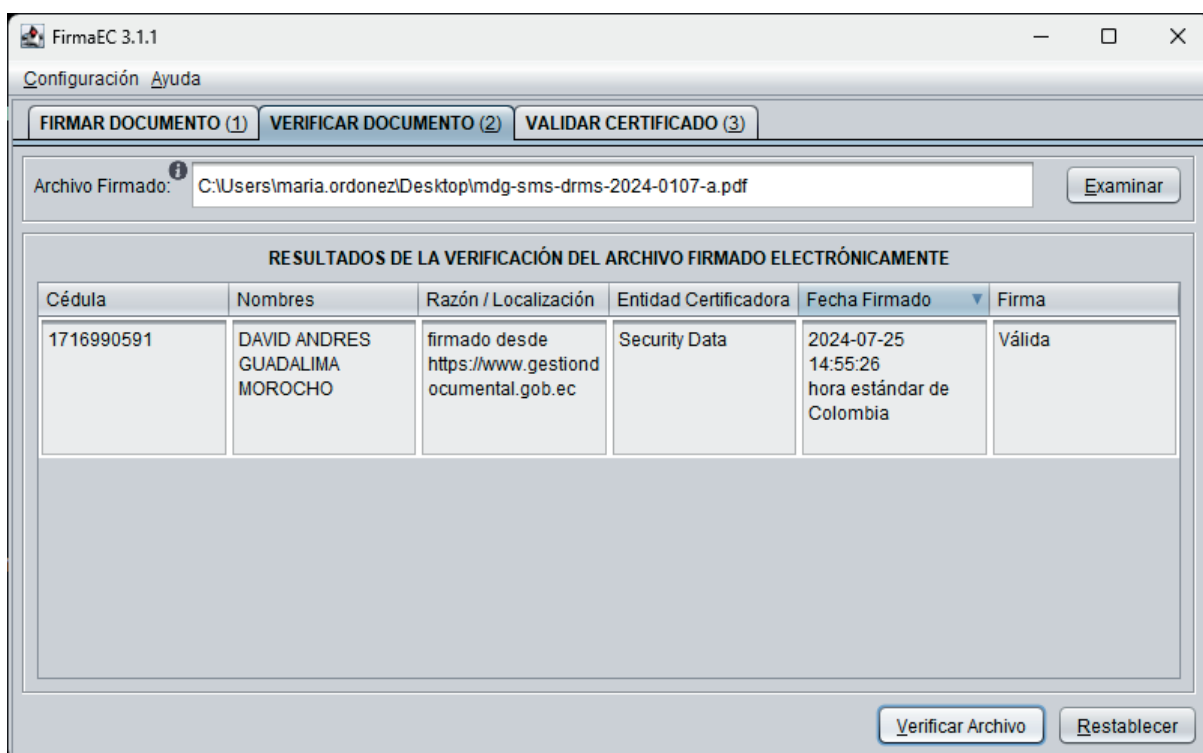 FirmaEC 3.1.1
Configuración Ayuda
FIRMAR DOCUMENTO (1) VERIFICAR DOCUMENTO (2) VALIDAR CERTIFICADO (3)
Archivo Firmado: C:\Users\maria.ordonez\Desktop\mdg-sms-drms-2024-0107-a.pdf Examinar
RESULTADOS DE LA VERIFICACIÓN DEL ARCHIVO FIRMADO ELECTRÓNICAMENTE
Cédula Nombres Razón / Localización Entidad Certificadora Fecha Firmado Firma
1716990591 DAVID ANDRES firmado desde Security Data 2024-07-25 Válida
GUADALIMA https://www.gestiond 14:55:26
MOROCHO ocumental.gob.ec hora estándar de
Colombia
Verificar Archivo Restablecer